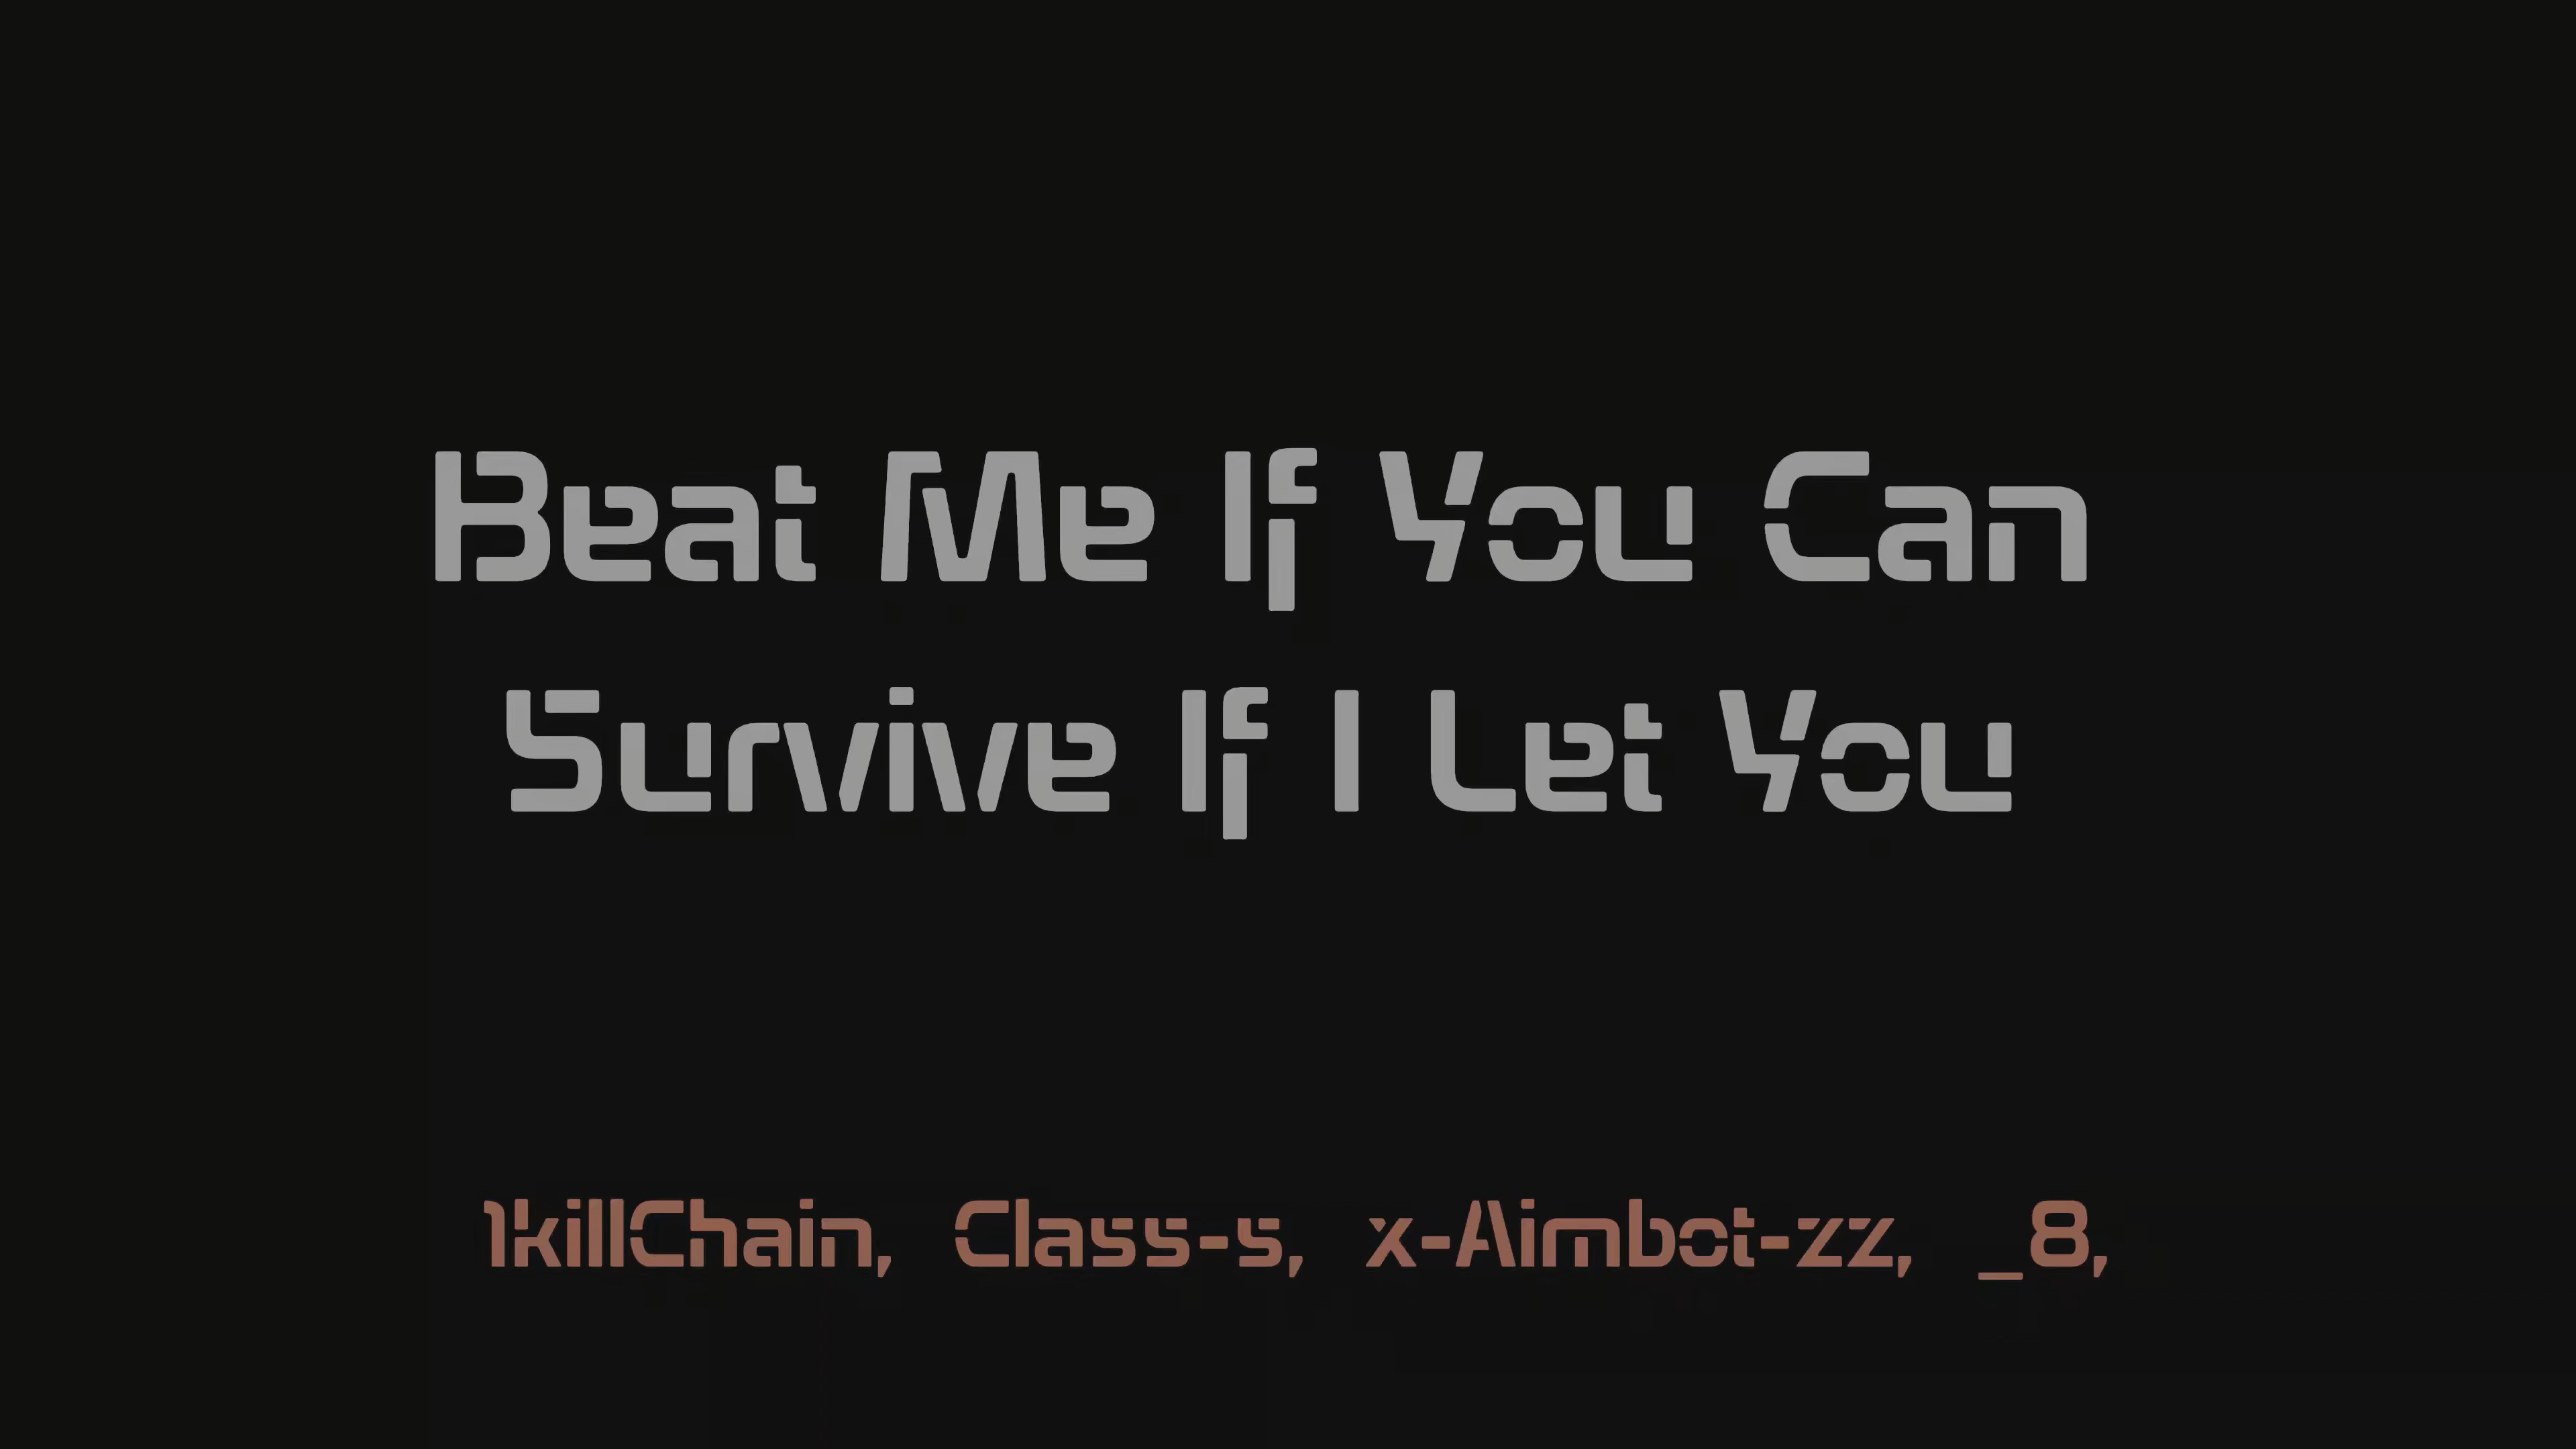 Beat Me If You Can
Survive If I Let You
1killChain, Class-s, x-Aimbot-zz, _8,